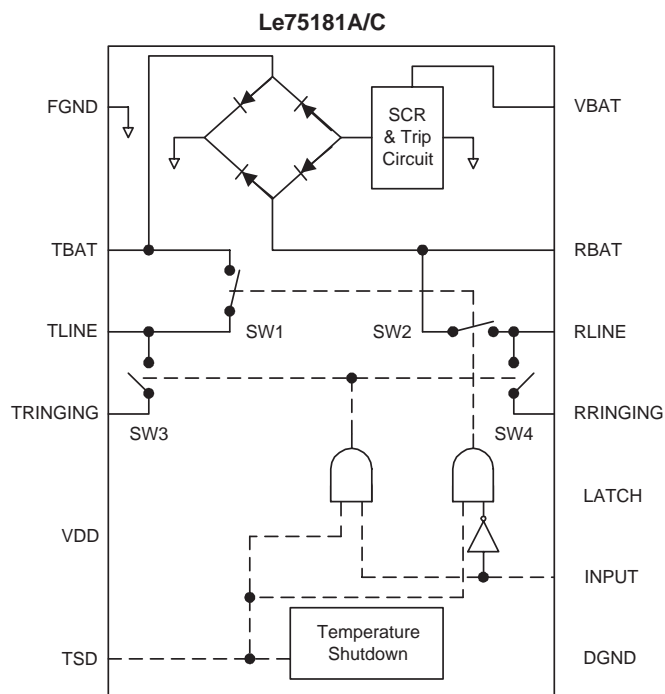 Le75181A/C
FGND
SCR
& Trip
Circuit
VBAT
TBAT
RBAT
TLINE
SW1
SW2
RLINE
TRINGING
SW3
SW4
RRINGING
LATCH
VDD
INPUT
Temperature
Shutdown
TSD
DGND